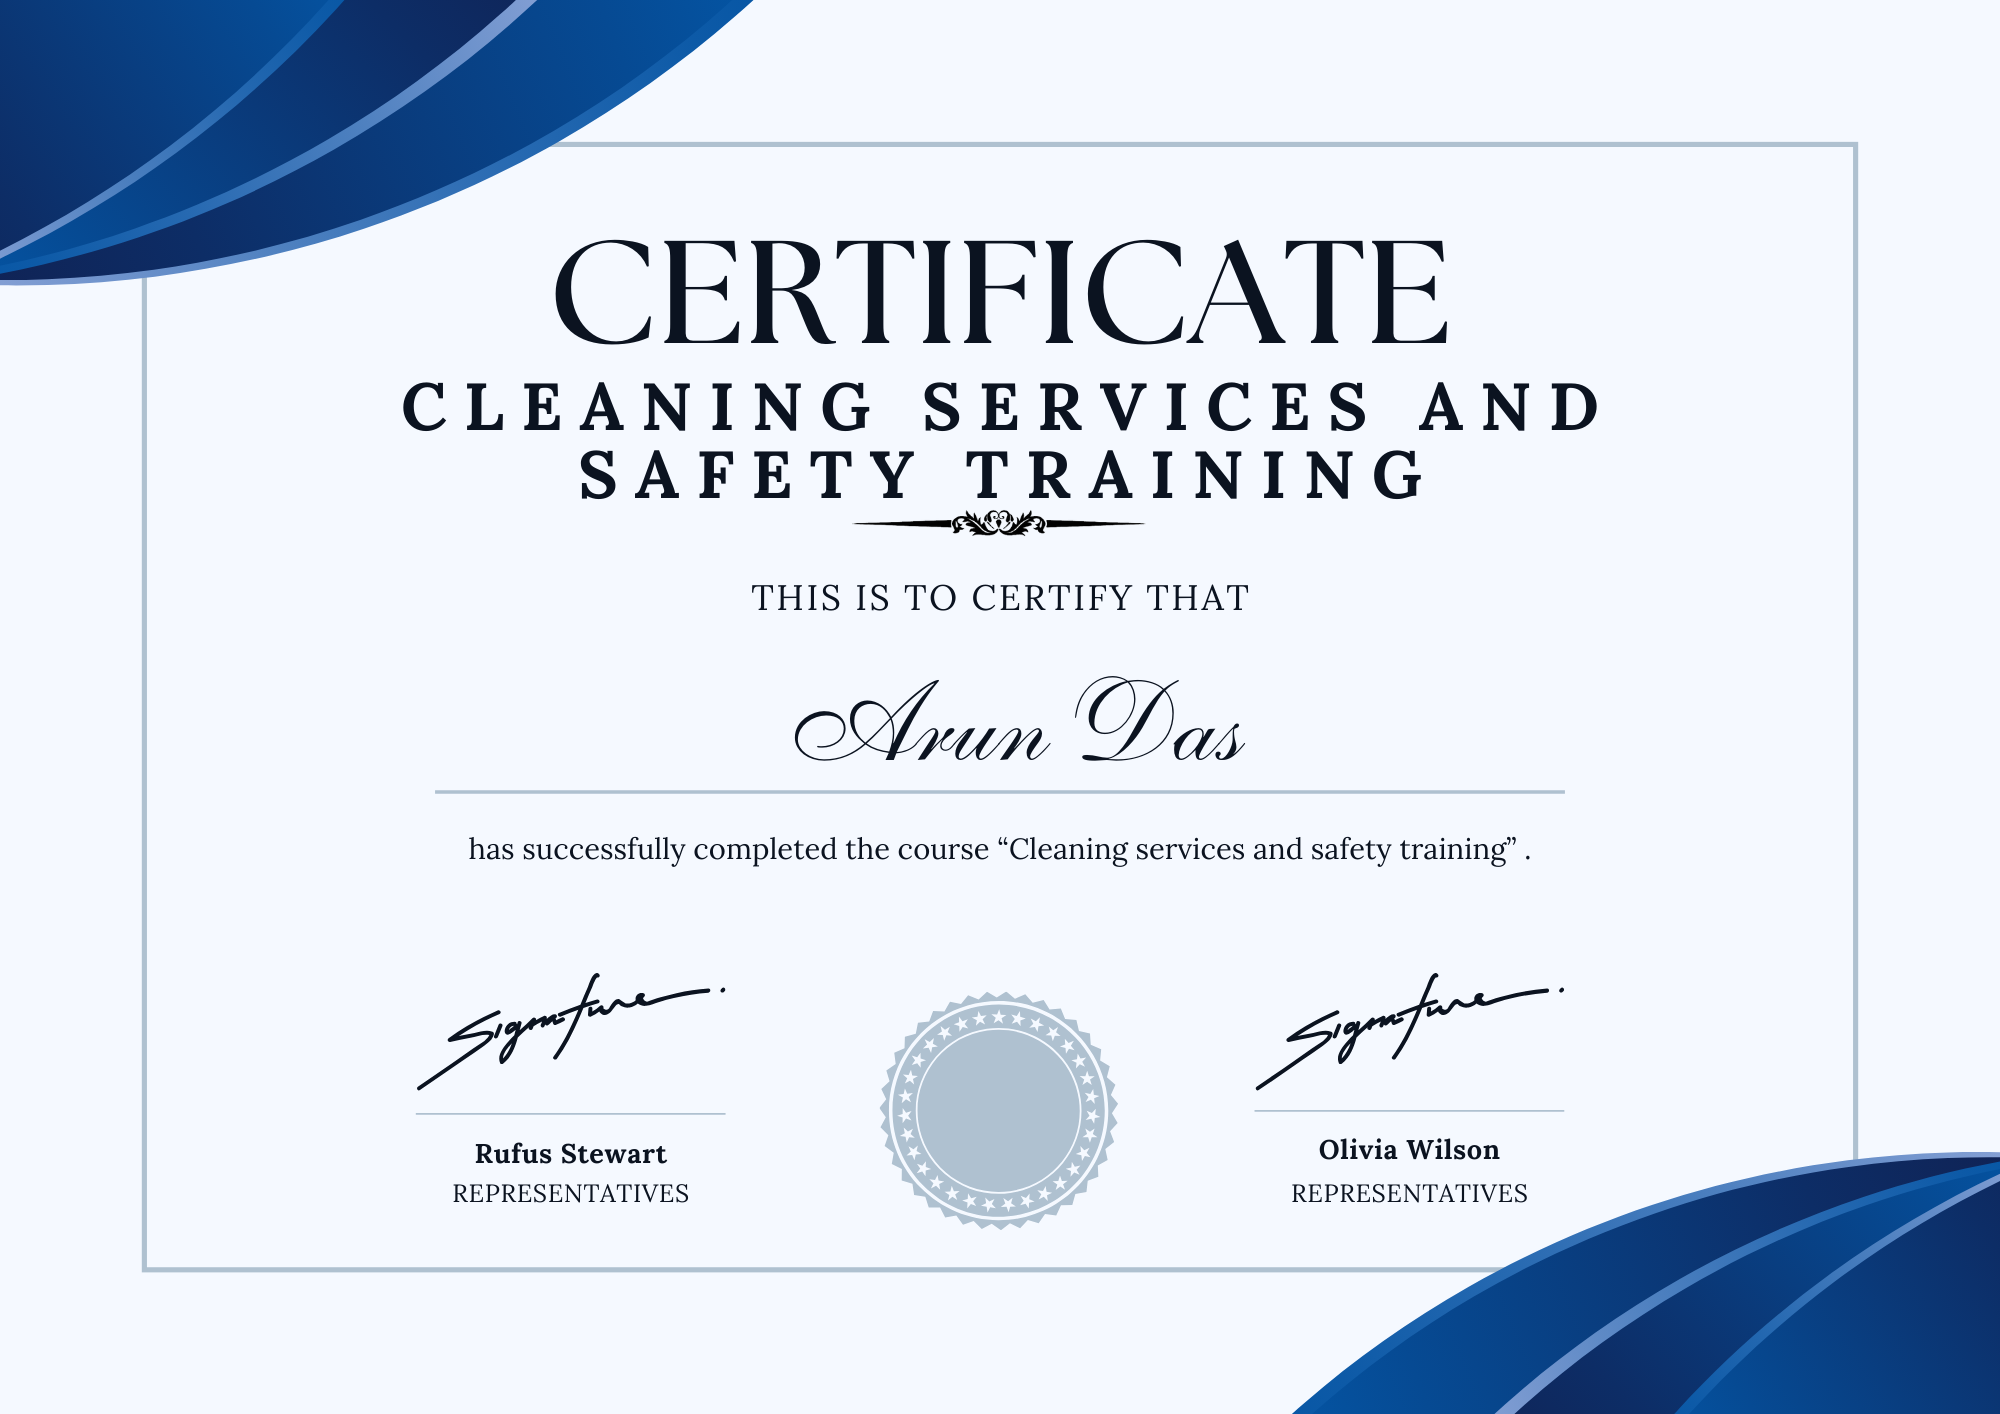 CERTIFICATE
CLEANING SERVICES AND
SAFETY TRAINING
THIS IS TO CERTIFY THAT
Arun Das
has successfully completed the course “Cleaning services and safety training” .
Signature .
Signature .
Rufus Stewart
REPRESENTATIVES
Olivia Wilson
REPRESENTATIVES